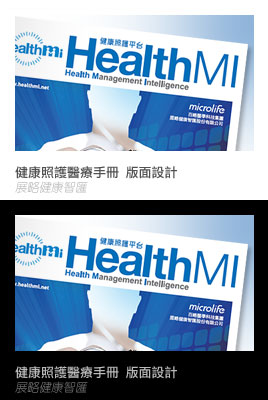 健康照護平台
ealthmi
HealthMI
Health Management Intelligence
www.healthmi.net
microlife
百略醫學科技集團
展略健康智匯股份有限公司
健康照護醫療手冊 版面設計
展略健康智匯
健康照護平台
ealthmi
HealthMI
Health Management Intelligence
www.healthmi.net
microlife
百略醫學科技集團
展略健康智匯股份有限公司
健康照護醫療手冊 版面設計
展略健康智匯